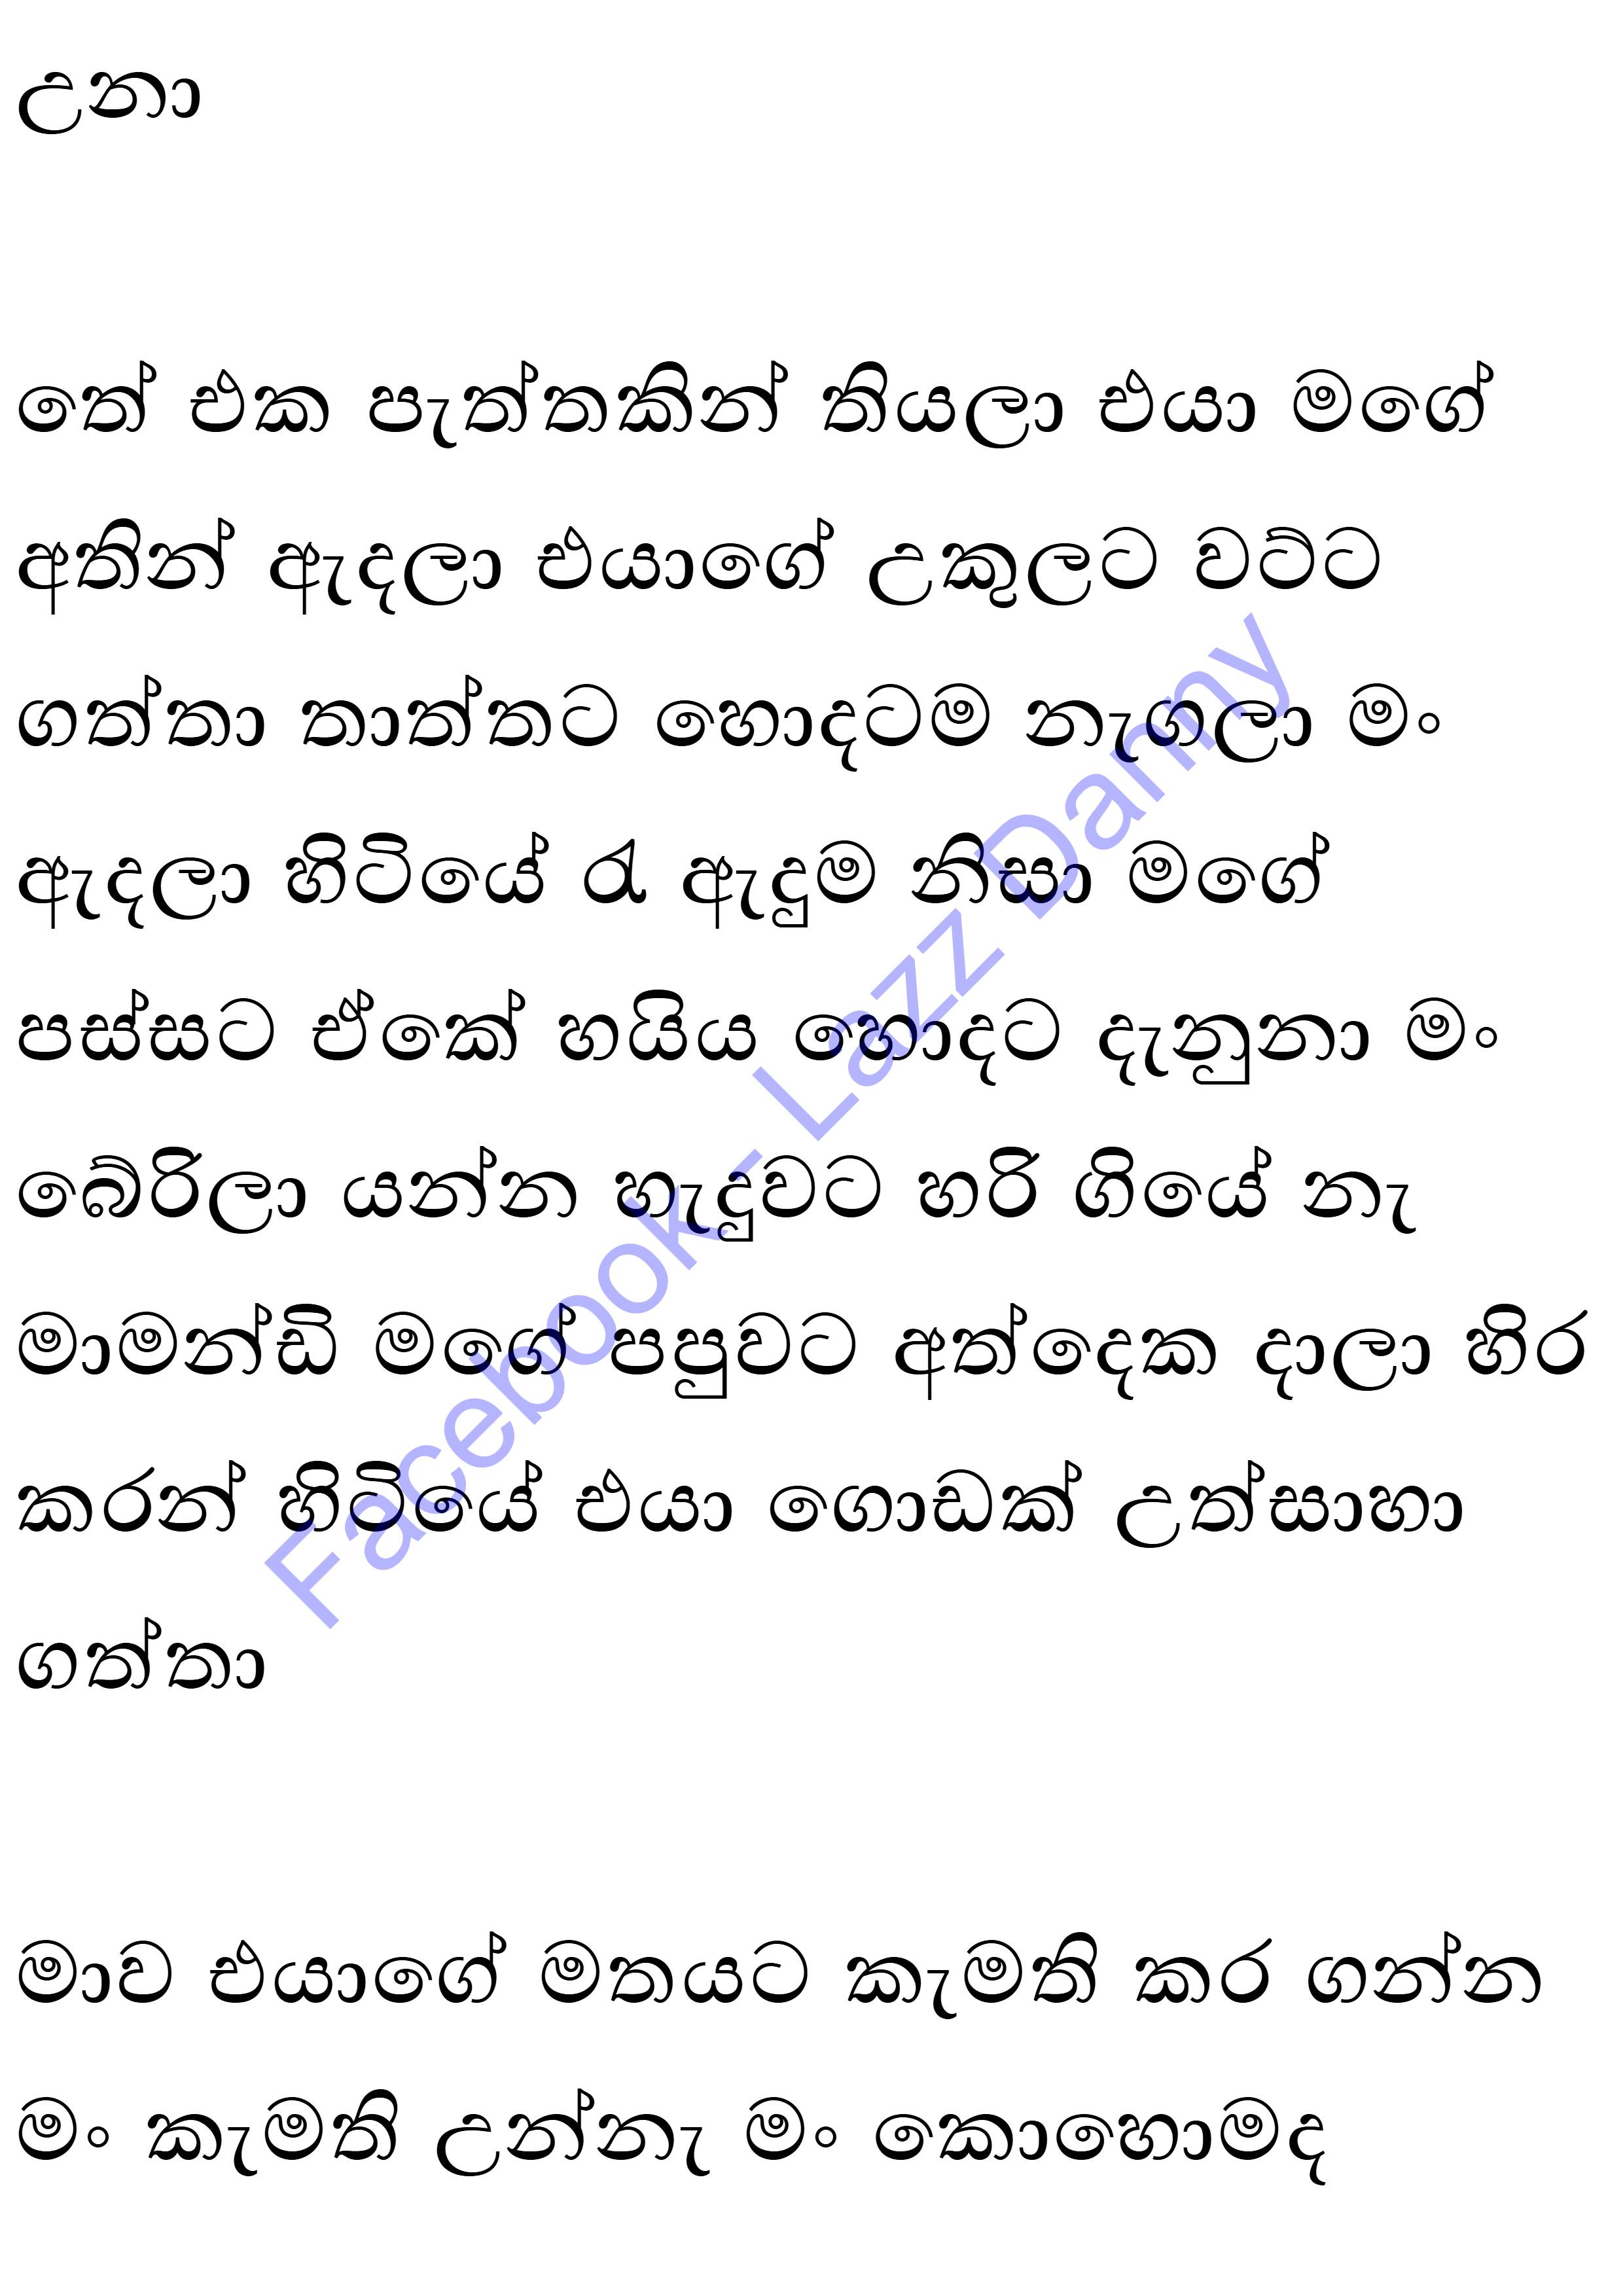 උනා
තේ එක පැත්තකින් තියලා එයා මගේ
අතින් ඇදලා එයාගේ උකුලට වට්ට
ගත්තා තාත්තට හොදටම නැගලා මං
ඇදලා හිටියේ රෑ ඇදුම නිසා මගේ
පස්සට ඒකේ හයිය හොදට දැනුනා මං
බේරිලා යන්න හැදුවට හරි ගියේ නෑ
මාමන්ඩි මගේ පපුවට අත්දෙක දාලා හිර
කරන් හිටියේ එයා ගොඩක් උත්සාහා
ගත්තා
මාව එයාගේ මතයට කැමති කර ගන්න
මං කැමති උන්නෑ මං කොහොමද
Facebook - Lazz Damy